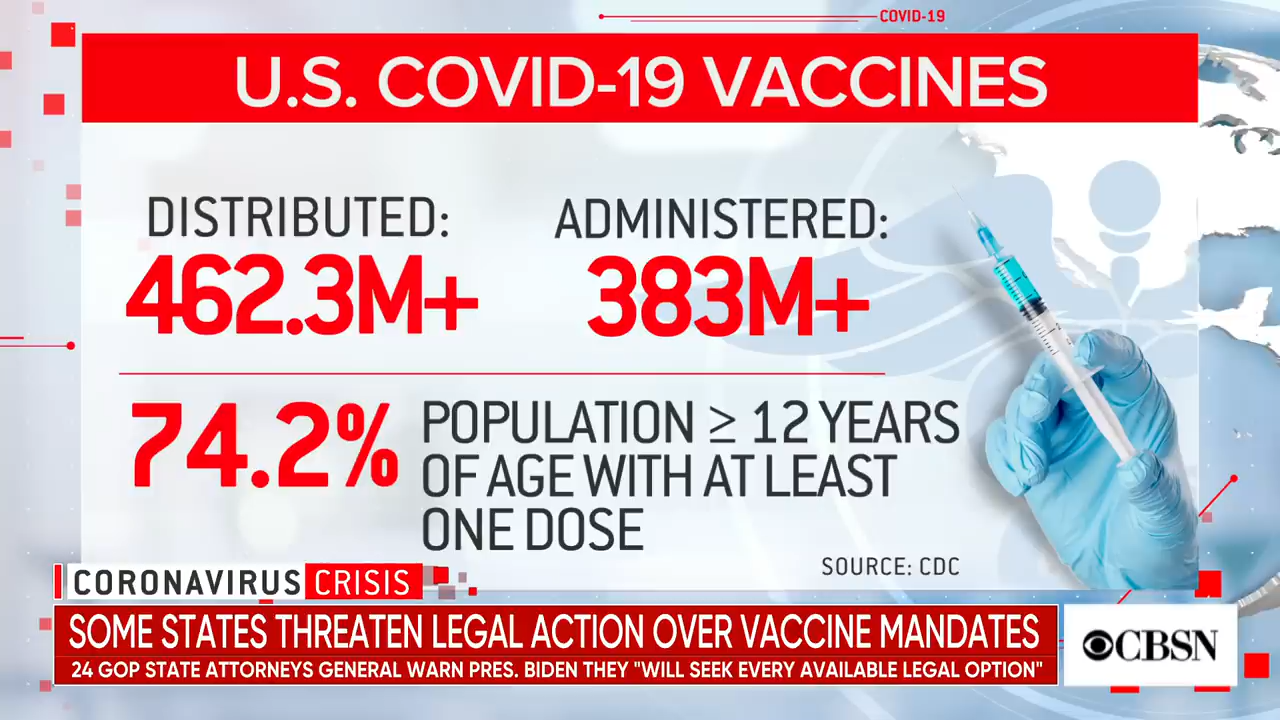 COVID-19
U.S. COVID-19 VACCINES
DISTRIBUTED:
462.3M+
ADMINISTERED:
383M+
74.2%
POPULATION ≥ 12 YEARS
OF AGE WITH AT LEAST
ONE DOSE
SOURCE: CDC
CORONAVIRUS CRISIS
SOME STATES THREATEN LEGAL ACTION OVER VACCINE MANDATES
24 GOP STATE ATTORNEYS GENERAL WARN PRES. BIDEN THEY "WILL SEEK EVERY AVAILABLE LEGAL OPTION"
CBSN